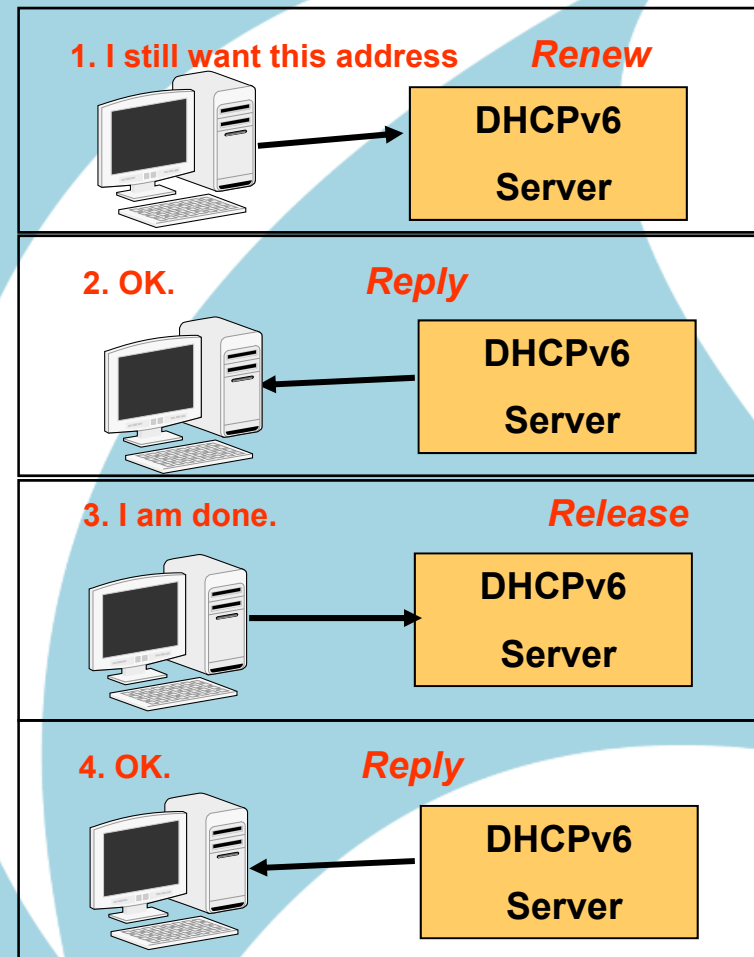 1. I still want this address Renew
DHCPv6
Server
2. OK. Reply
DHCPv6
Server
3. I am done. Release
DHCPv6
Server
4. OK. Reply
DHCPv6
Server